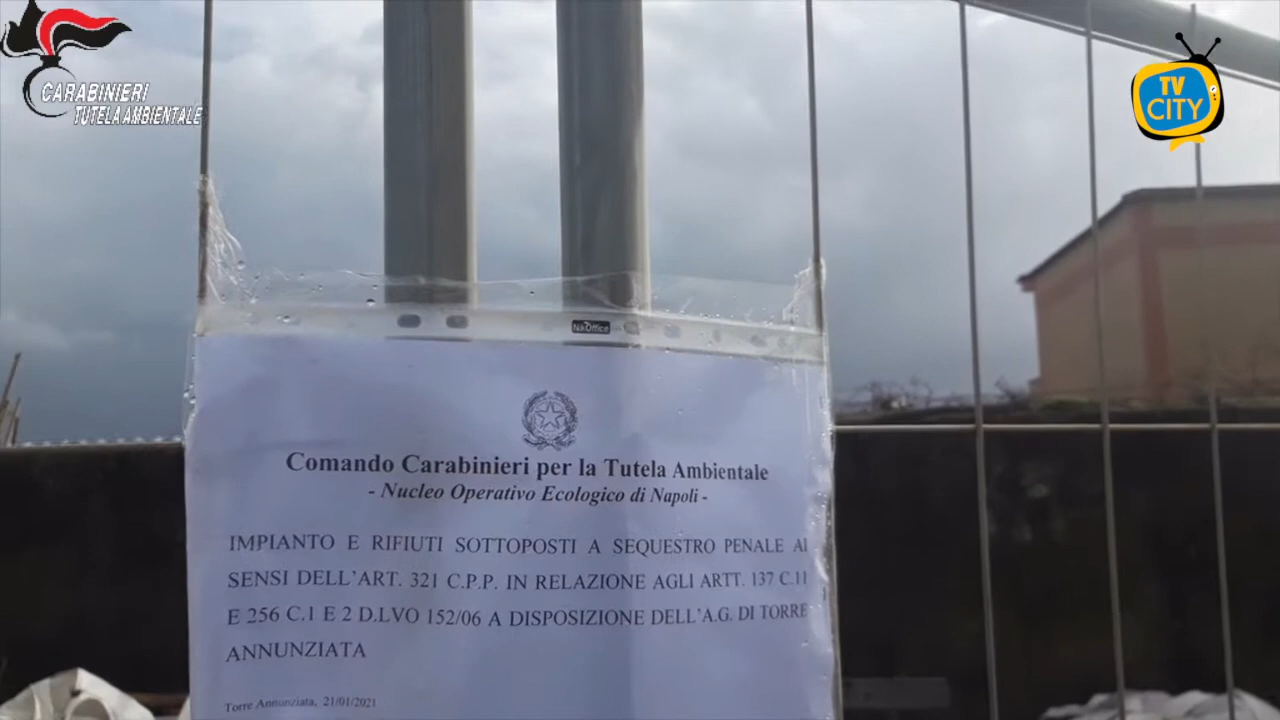 CARABINIERI
TUTELA AMBIENTALE
TV
CITY
NikOffice
Comando Carabinieri per la Tutela Ambientale
- Nucleo Operativo Ecologico di Napoli -
IMPIANTO E RIFIUTI SOTTOPOSTI A SEQUESTRO PENALE AI
SENSI DELL'ART. 321 C.P.P. IN RELAZIONE AGLI ARTT. 137 C.11
E 256 C.1 E 2 D.LVO 152/06 A DISPOSIZIONE DELL'A.G. DI TORRE
ANNUNZIATA
Torre Annunziata, 21/01/2021